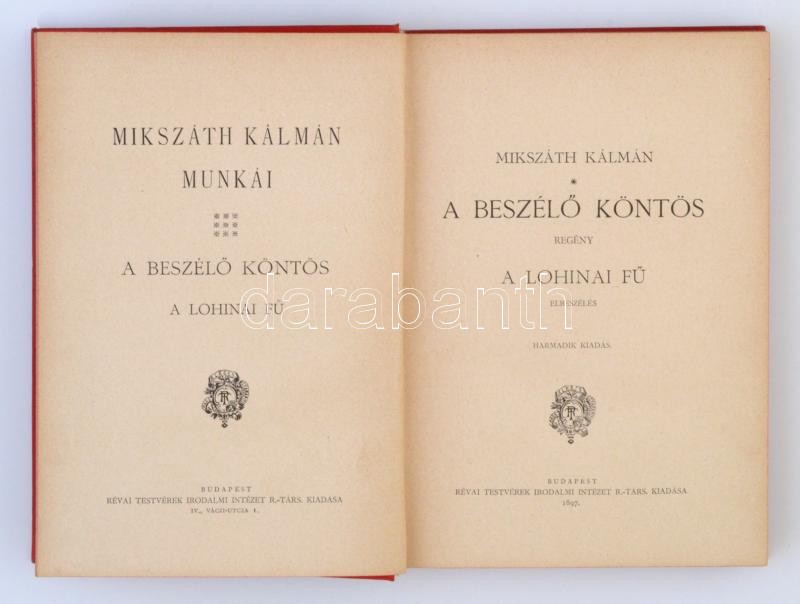 MIKSZÁTH KÁLMÁN
MUNKÁI
A BESZÉLŐ KÖNTÖS
A LOHINAI FŰ
BUDAPEST
RÉVAI TESTVÉREK IRODALMI INTÉZET R.-TÁRS. KIADÁSA
IV., VÁCZI-UTCZA 1.
MIKSZÁTH KÁLMÁN
*
A BESZÉLŐ KÖNTÖS
REGÉNY
A LOHINAI FŰ
ELBESZÉLÉS
HARMADIK KIADÁS.
BUDAPEST
RÉVAI TESTVÉREK IRODALMI INTÉZET R.-TÁRS. KIADÁSA
1897.
darabanth